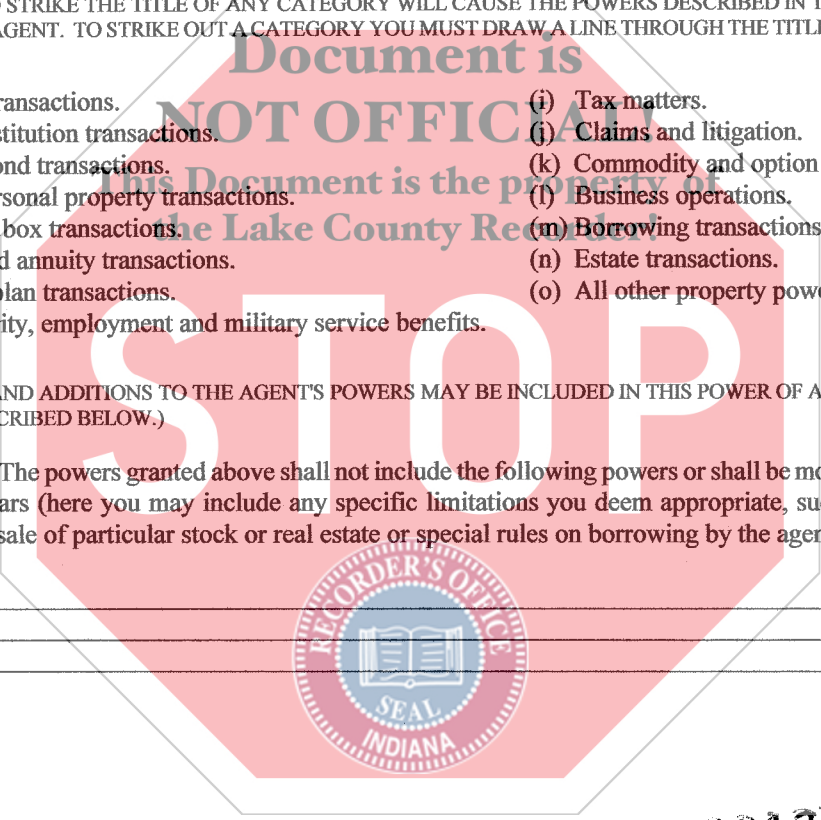 STRIKE THE TITLE OF ANY CATEGORY WILL CAUSE THE POWERS DESCRIBED IN
AGENT. TO STRIKE OUT A CATEGORY YOU MUST DRAW A LINE THROUGH THE TITLE
Document is
NOT OFFICIAL!
This Document is the property of
the Lake County Recorder!
ransactions.
stitution transactions.
ond transactions.
rsonal property transactions.
box transactions.
d annuity transactions.
plan transactions.
ity, employment and military service benefits.
(i) Tax matters.
(j) Claims and litigation.
(k) Commodity and option
(l) Business operations.
(m) Borrowing transactions
(n) Estate transactions.
(o) All other property powe
STOP
AND ADDITIONS TO THE AGENT'S POWERS MAY BE INCLUDED IN THIS POWER OF A
CRIBED BELOW.)
The powers granted above shall not include the following powers or shall be mo
ars (here you may include any specific limitations you deem appropriate, su
sale of particular stock or real estate or special rules on borrowing by the agen
RECORDER'S OFFICE
SEAL
INDIANA